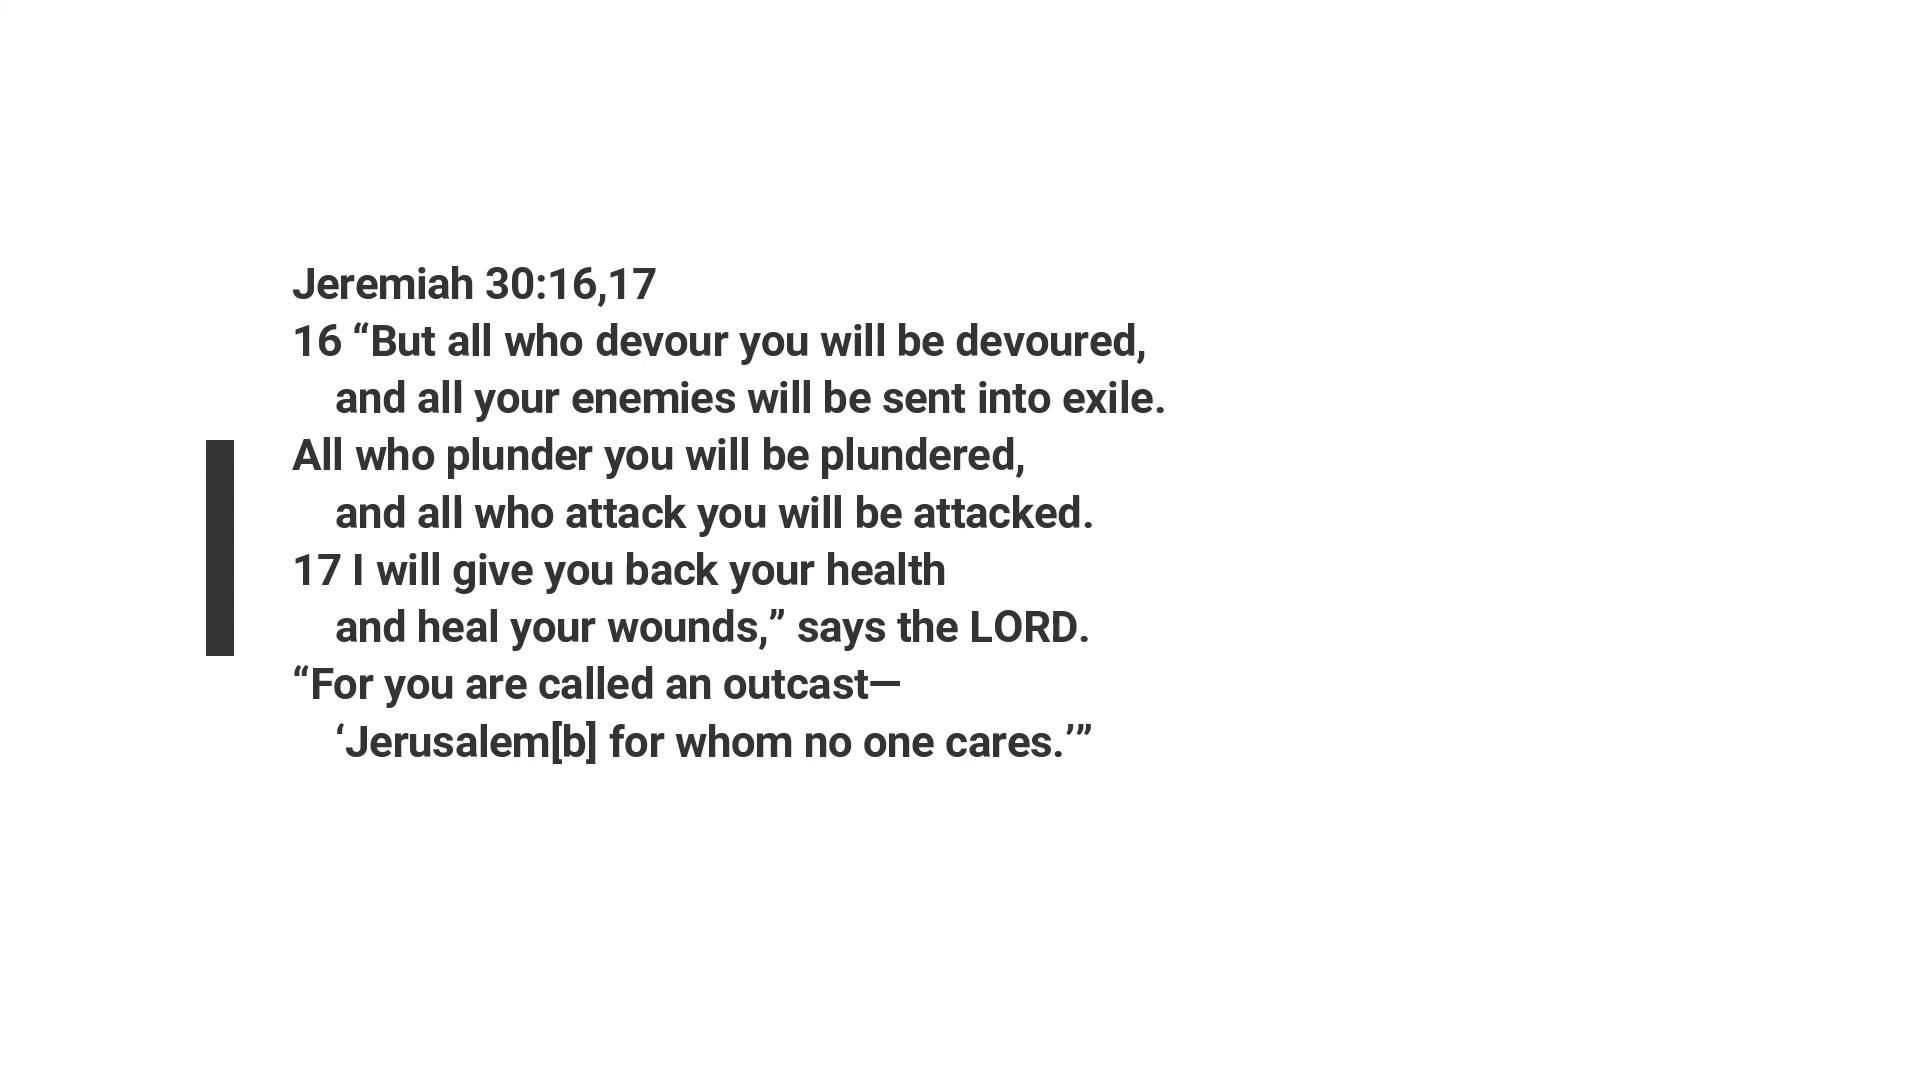 Jeremiah 30:16,17
16 “But all who devour you will be devoured,
and all your enemies will be sent into exile.
All who plunder you will be plundered,
and all who attack you will be attacked.
17 I will give you back your health
and heal your wounds,” says the LORD.
“For you are called an outcast—
‘Jerusalem[b] for whom no one cares.’”